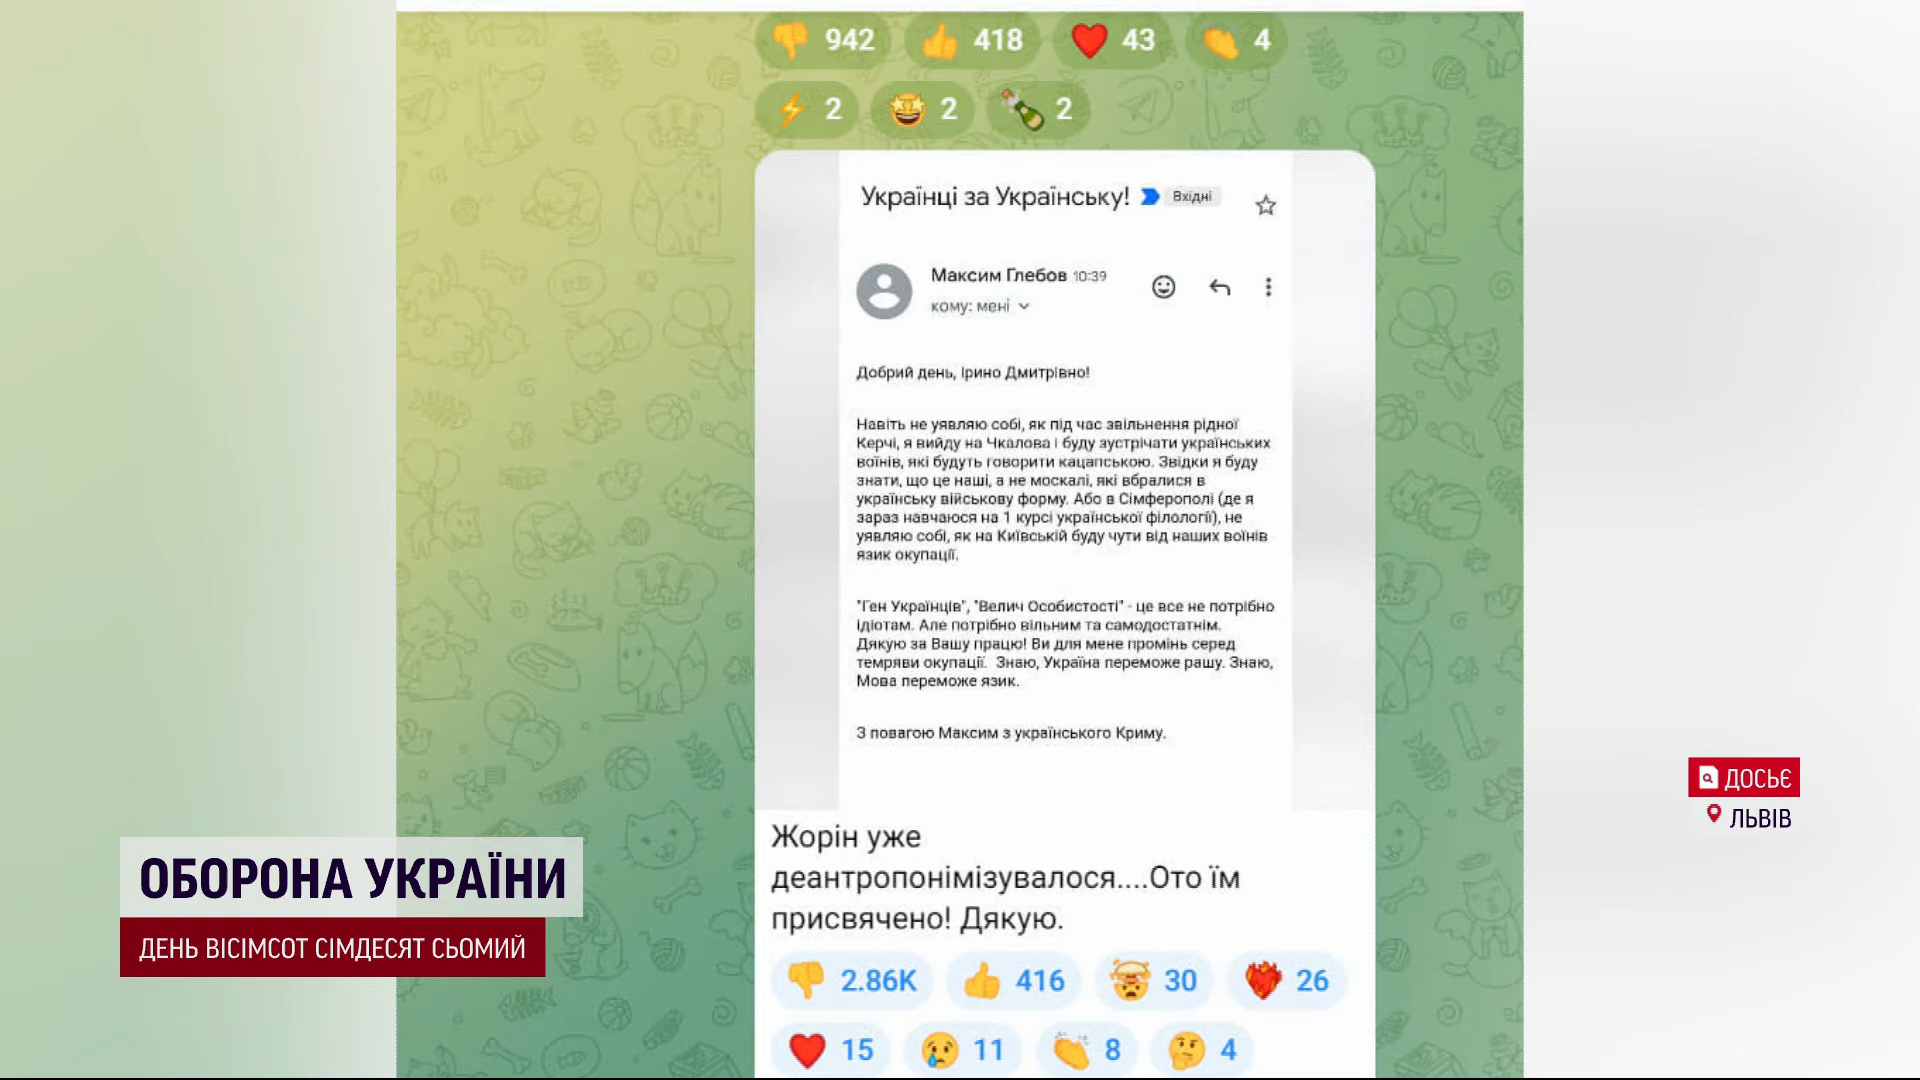 942 418 43 4
2 2 2
Українці за Українську! Вхідні
Максим Глебов 10:39
кому: мені
Добрий день, Ірино Дмитрівно!
Навіть не уявляю собі, як під час звільнення рідної
Керчі, я вийду на Чкалова і буду зустрічати українських
воїнів, які будуть говорити кацапською. Звідки я буду
знати, що це наші, а не москалі, які вбралися в
українську військову форму. Або в Сімферополі (де я
зараз навчаюся на 1 курсі української філології), не
уявляю собі, як на Київській буду чути від наших воїнів
язик окупації.
"Ген Українців", "Велич Особистості" - це все не потрібно
ідіотам. Але потрібно вільним та самодостатнім.
Дякую за Вашу працю! Ви для мене промінь серед
темряви окупації. Знаю, Україна переможе рашу. Знаю,
Мова переможе язик.
З повагою Максим з українського Криму.
Жорін уже
деантропонімізувалося....Ото їм
присвячено! Дякую.
2.86K 416 30 26
15 11 8 4
ОБОРОНА УКРАЇНИ
ДЕНЬ ВІСІМСОТ СІМДЕСЯТ СЬОМИЙ
ДОСЬЄ
ЛЬВІВ